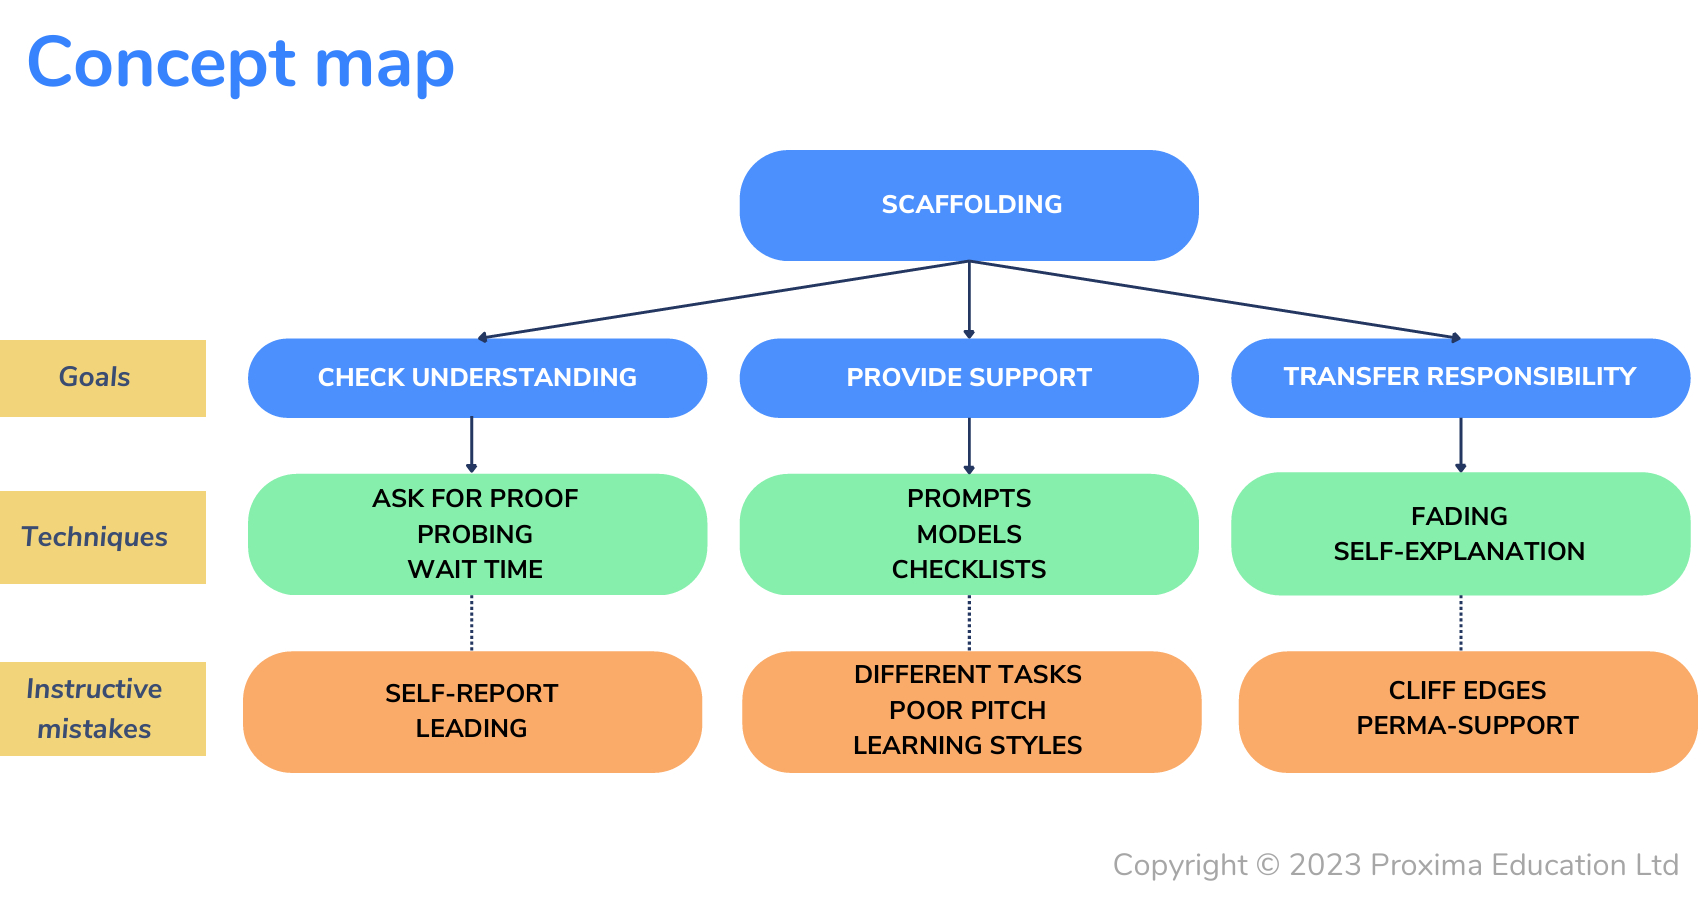 Concept map
SCAFFOLDING
Goals
CHECK UNDERSTANDING
PROVIDE SUPPORT
TRANSFER RESPONSIBILITY
Techniques
ASK FOR PROOF
PROBING
WAIT TIME
PROMPTS
MODELS
CHECKLISTS
FADING
SELF-EXPLANATION
Instructive
mistakes
SELF-REPORT
LEADING
DIFFERENT TASKS
POOR PITCH
LEARNING STYLES
CLIFF EDGES
PERMA-SUPPORT
Copyright © 2023 Proxima Education Ltd